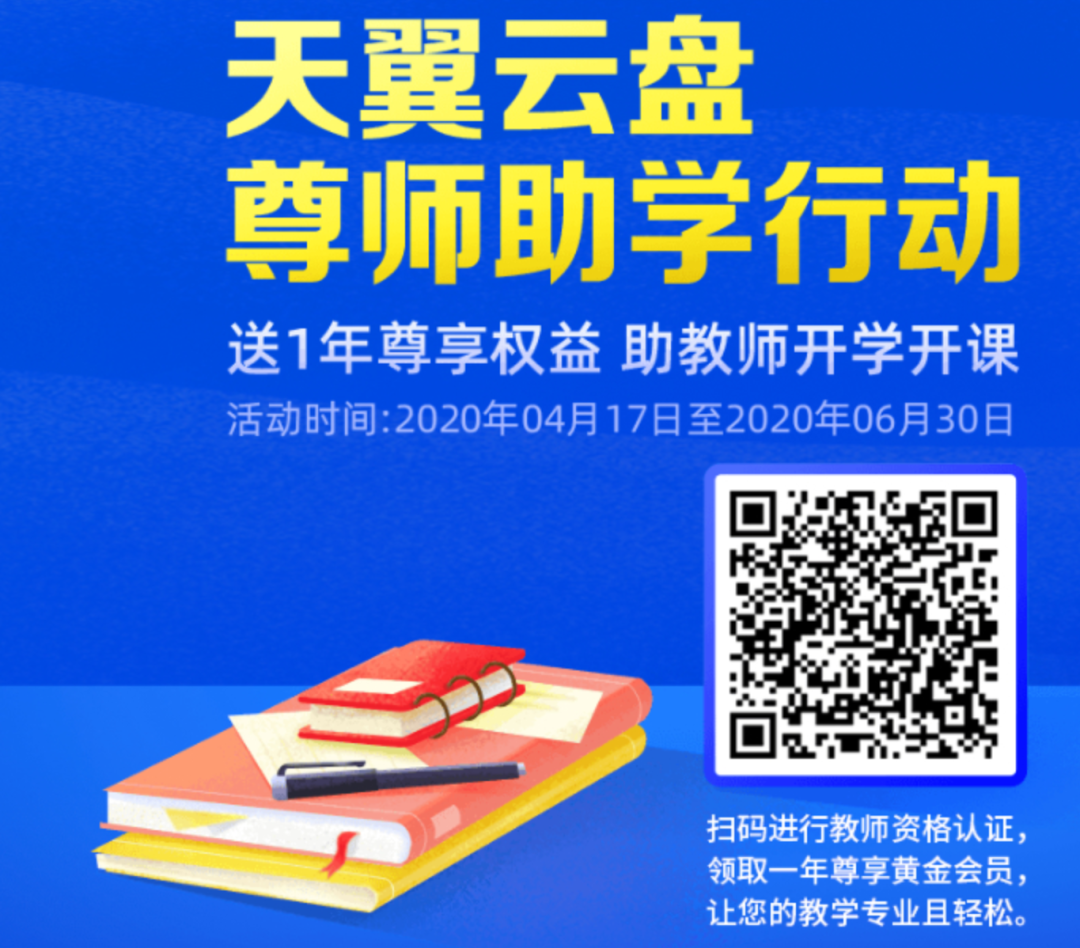 天翼云盘
尊师助学行动
送1年尊享权益 助教师开学开课
活动时间:2020年04月17日至2020年06月30日
扫码进行教师资格认证，
领取一年尊享黄金会员，
让您的教学专业且轻松。